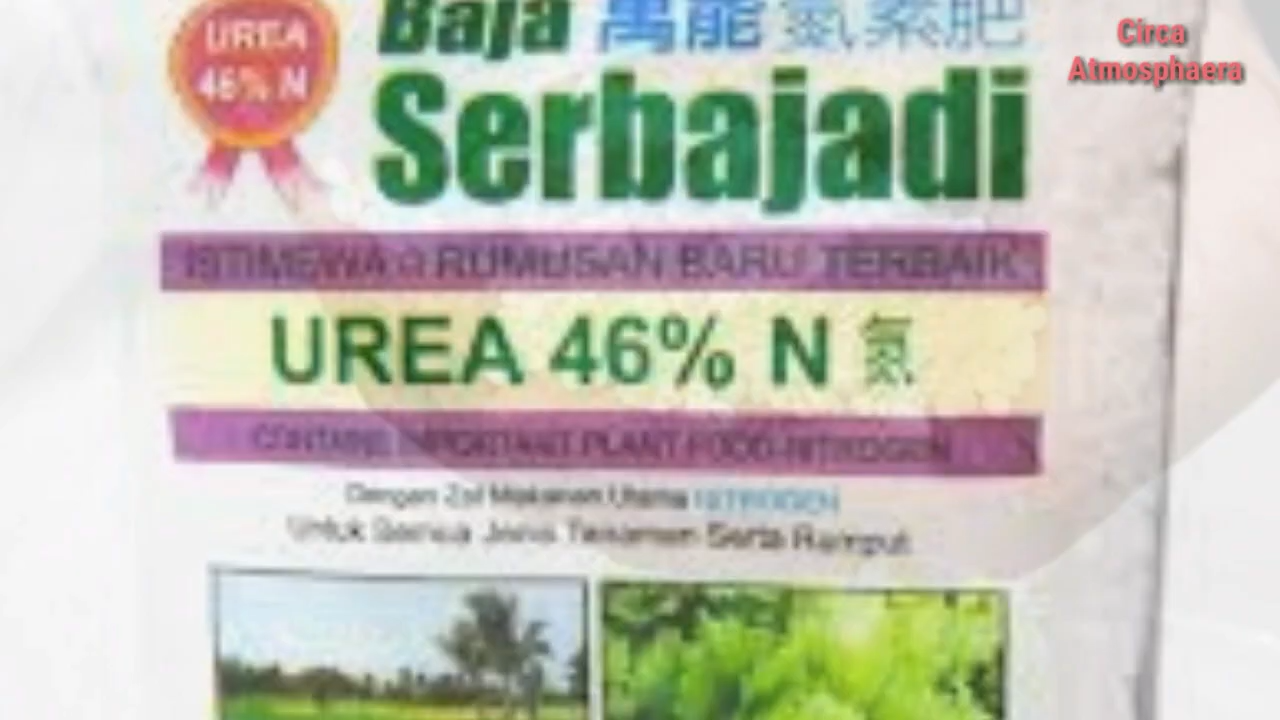 UREA
46% N
Baja 萬能 氮素肥
Serbajadi
Circa
Atmosphaera
ISTIMEWA RUMUSAN BARU TERBAIK
UREA 46% N 氮
CONTAINS IMPORTANT PLANT FOOD-NITROGEN
Dengan Zat Makanan Utama NITROGEN
Untuk Semua Jenis Tanaman Serta Rumput